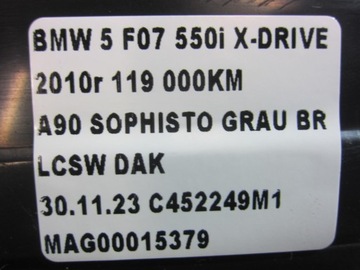 BMW 5 F07 550i X-DRIVE
2010r 119 000KM
A90 SOPHISTO GRAU BR
LCSW DAK
30.11.23 C452249M1
MAG00015379